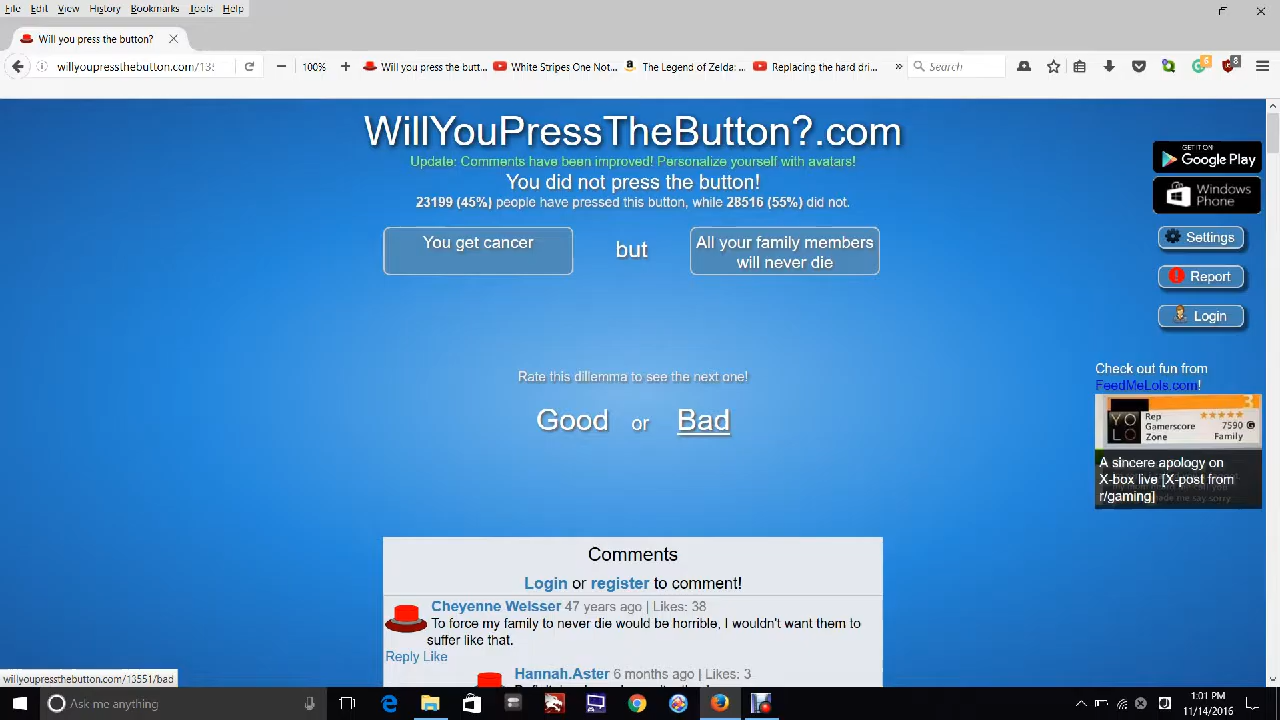 File Edit View History Bookmarks Tools Help
Will you press the button?
willyoupressthebutton.com/13
100%
Will you press the butt...
White Stripes One Not...
The Legend of Zelda: ...
Replacing the hard dri...
Search
6
8
WillYouPressTheButton?.com
Update: Comments have been improved! Personalize yourself with avatars!
You did not press the button!
23199 (45%) people have pressed this button, while 28516 (55%) did not.
You get cancer
but
All your family members
will never die
GET IT ON
Google Play
Windows
Phone
Settings
Report
Login
Rate this dillemma to see the next one!
Good or Bad
Check out fun from
FeedMeLols.com!
YO
LO
Rep
Gamerscore 7590 G
Zone Family
A sincere apology on
X-box live [X-post from
r/gaming]
Comments
Login or register to comment!
Cheyenne Weisser 47 years ago | Likes: 38
To force my family to never die would be horrible, I wouldn't want them to
suffer like that.
Reply Like
Hannah.Aster 6 months ago | Likes: 3
willyoupressthebutton.com/13551/bad
Ask me anything
1:01 PM
11/14/2016